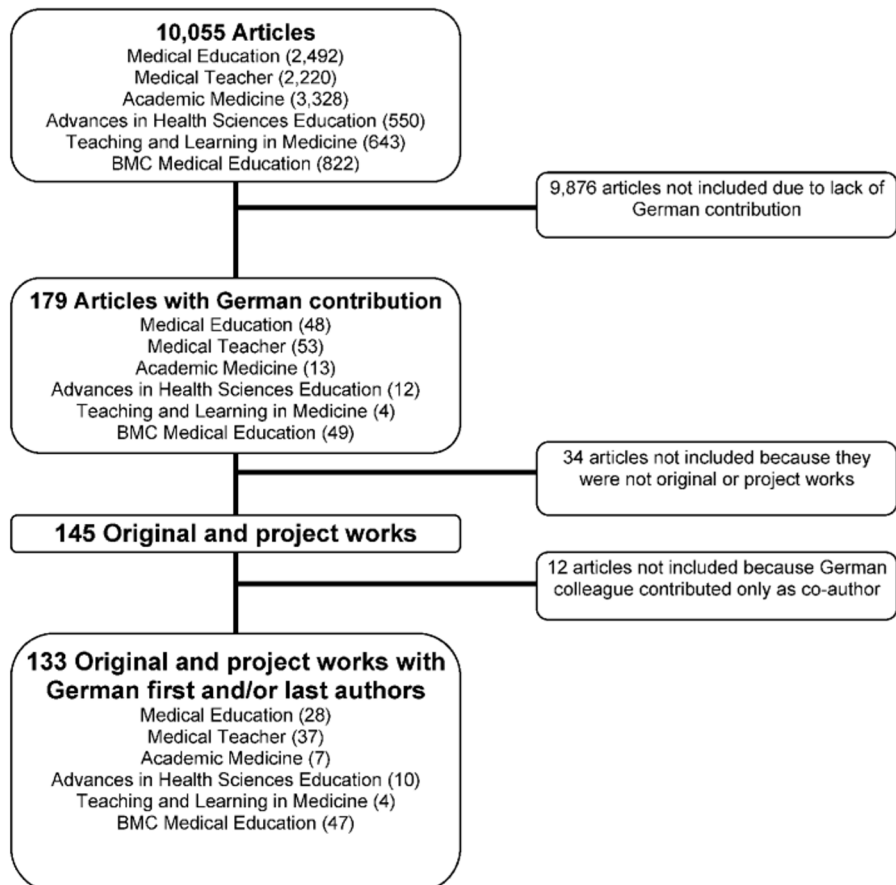 10,055 Articles
Medical Education (2,492)
Medical Teacher (2,220)
Academic Medicine (3,328)
Advances in Health Sciences Education (550)
Teaching and Learning in Medicine (643)
BMC Medical Education (822)
9,876 articles not included due to lack of
German contribution
179 Articles with German contribution
Medical Education (48)
Medical Teacher (53)
Academic Medicine (13)
Advances in Health Sciences Education (12)
Teaching and Learning in Medicine (4)
BMC Medical Education (49)
34 articles not included because they
were not original or project works
145 Original and project works
12 articles not included because German
colleague contributed only as co-author
133 Original and project works with
German first and/or last authors
Medical Education (28)
Medical Teacher (37)
Academic Medicine (7)
Advances in Health Sciences Education (10)
Teaching and Learning in Medicine (4)
BMC Medical Education (47)